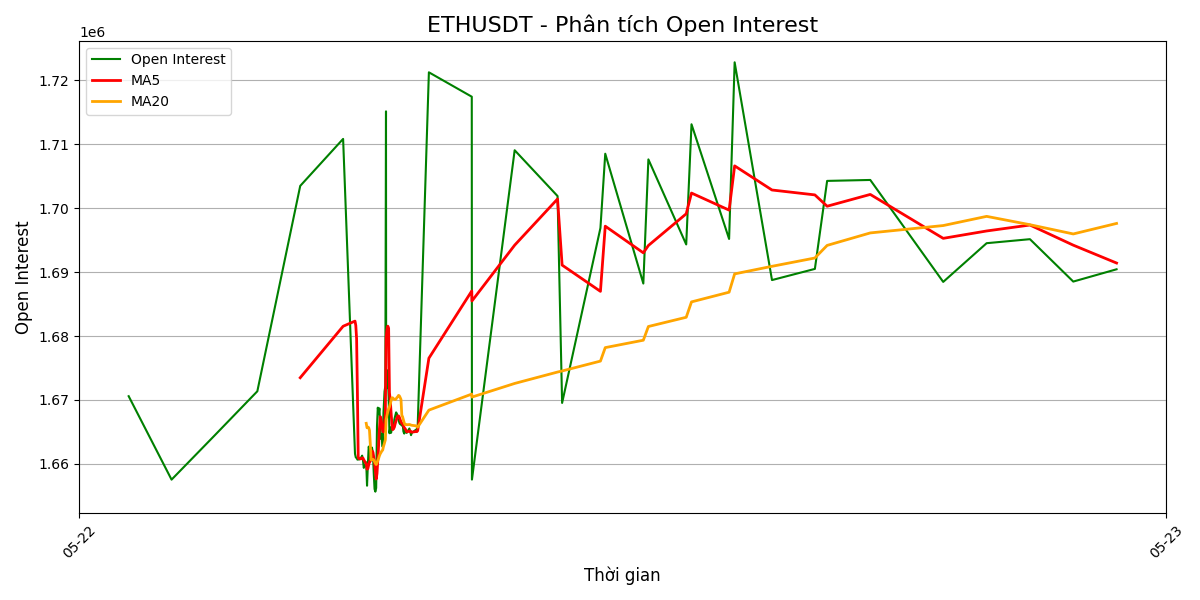 ETHUSDT - Phân tích Open Interest
1e6
Open Interest
MA5
MA20
1.72
1.71
1.70
1.69
1.68
1.67
1.66
Open Interest
05-22
05-23
Thời gian